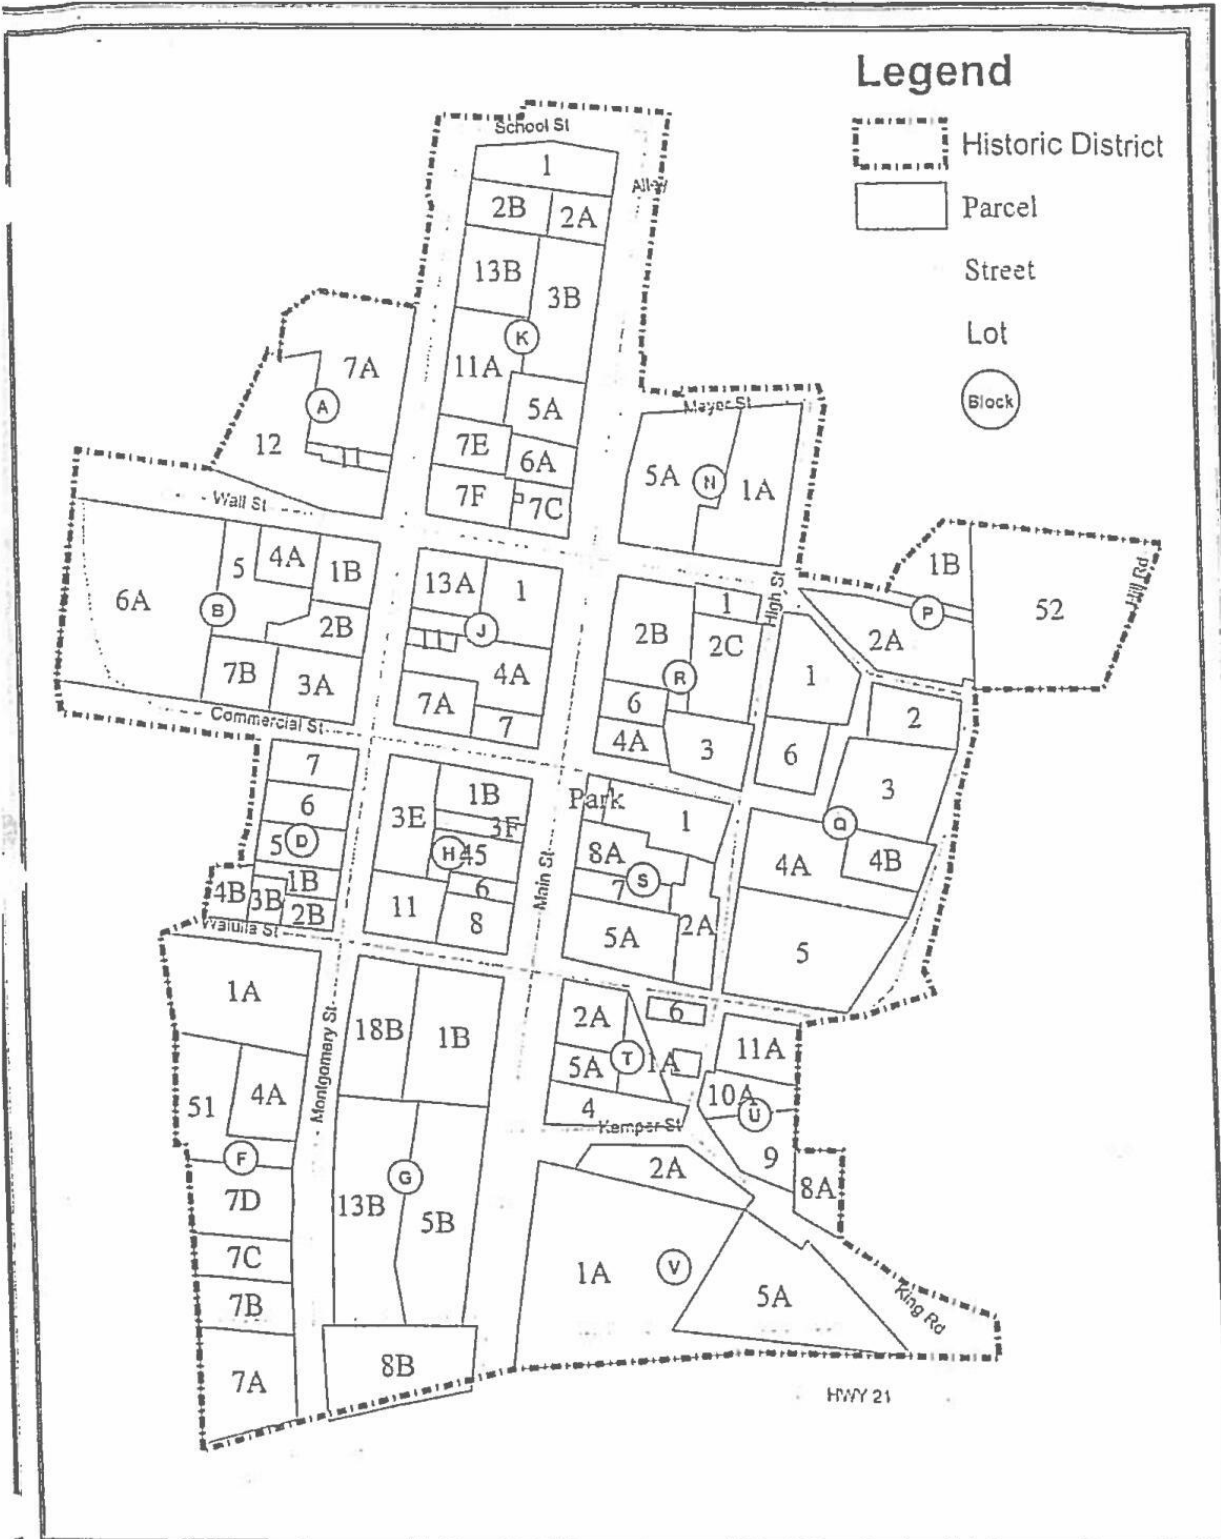 Legend
Historic District
Parcel
Street
Lot
Block
School St
1
Alley
2B 2A
13B 3B
K
11A
5A
7E 6A
7F 7C
7A
A
12
Wall St
Mayer St
5A N 1A
6A 5 4A 1B
B
2B
7B 3A
Commercial St
13A 1
J
4A
7A 7
2B 1
2C
R
6
4A 3
High St
1B
P
52
Hill Rd
2A
1
2
6
3
Q
4A 4B
5
7
6
5 D
1B
4B 3B 2B
3E 1B
3F
H 45
6
11 8
Main St
Park
1
8A
7 S
2A
5A
1A
51 4A
F
7D
7C
7B
7A
Montgomery St
18B 1B
13B G 5B
8B
2A 6
5A T 1A
4
Kemper St
11A
10A
U
9
8A
2A
1A V
5A
King Rd
HWY 21